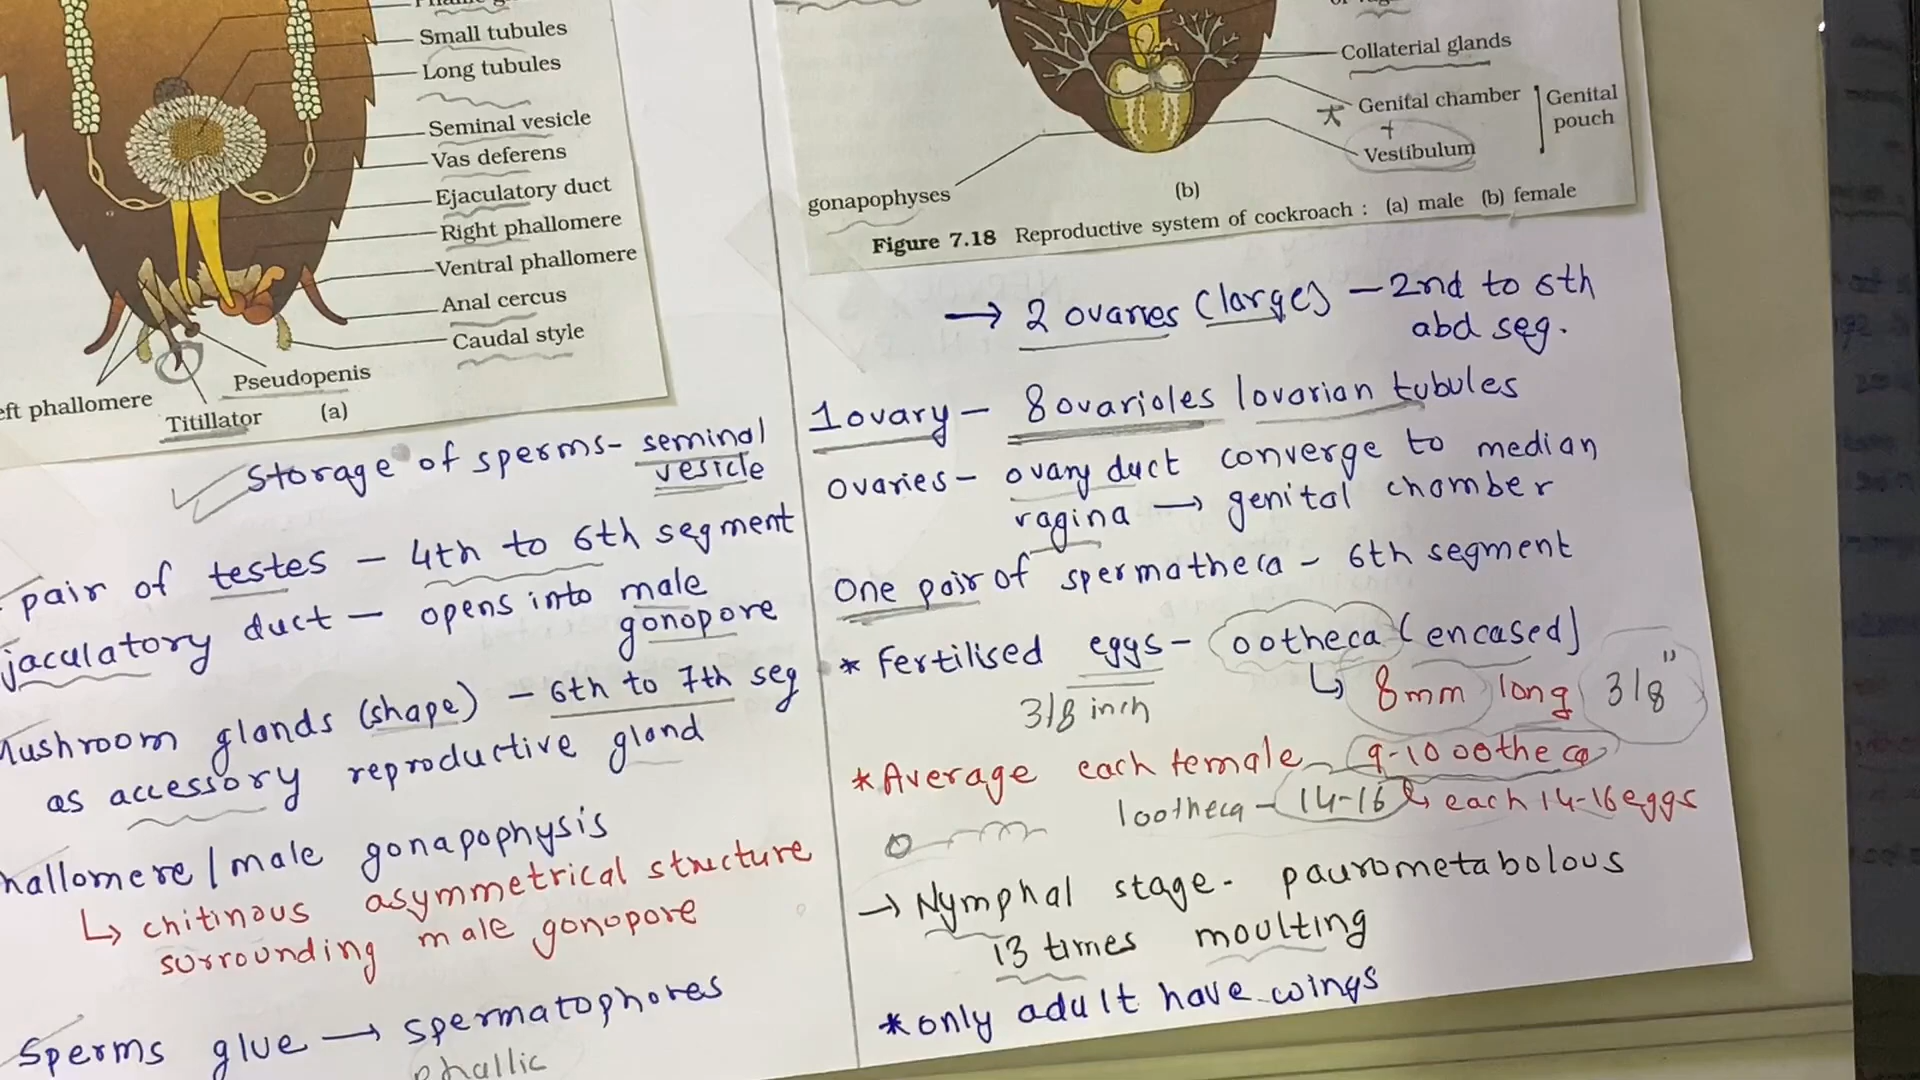 Small tubules
Long tubules
Seminal vesicle
Vas deferens
Ejaculatory duct
Right phallomere
Ventral phallomere
Anal cercus
Caudal style
Pseudopenis
eft phallomere
Titillator
(a)
Storage of sperms- seminal
vesicle
pair of testes - 4th to 6th segment
jaculatory duct - opens into male
gonopore
Mushroom glands (shape) - 6th to 7th seg
as accessory reproductive gland
hallomere / male gonapophysis
↳ chitinous asymmetrical structure
surrounding male gonopore
Sperms glue → spermatophores
phallic
Collaterial glands
Genital chamber
+
Vestibulum
Genital
pouch
gonapophyses
(b)
Figure 7.18 Reproductive system of cockroach : (a) male (b) female
→ 2 ovaries (large) - 2nd to 6th
abd seg.
1 ovary - 8 ovarioles / ovarian tubules
ovaries - ovary duct converge to median
vagina → genital chamber
One pair of spermatheca - 6th segment
* Fertilised eggs - ootheca (encased)
3/8 inch
↳ 8mm long 3/8"
* Average each female - 9-10 ootheca
1 ootheca - 14-16 ↳ each 14-16 eggs
→ Nymphal stage - paurometabolous
13 times moulting
* only adult have wings